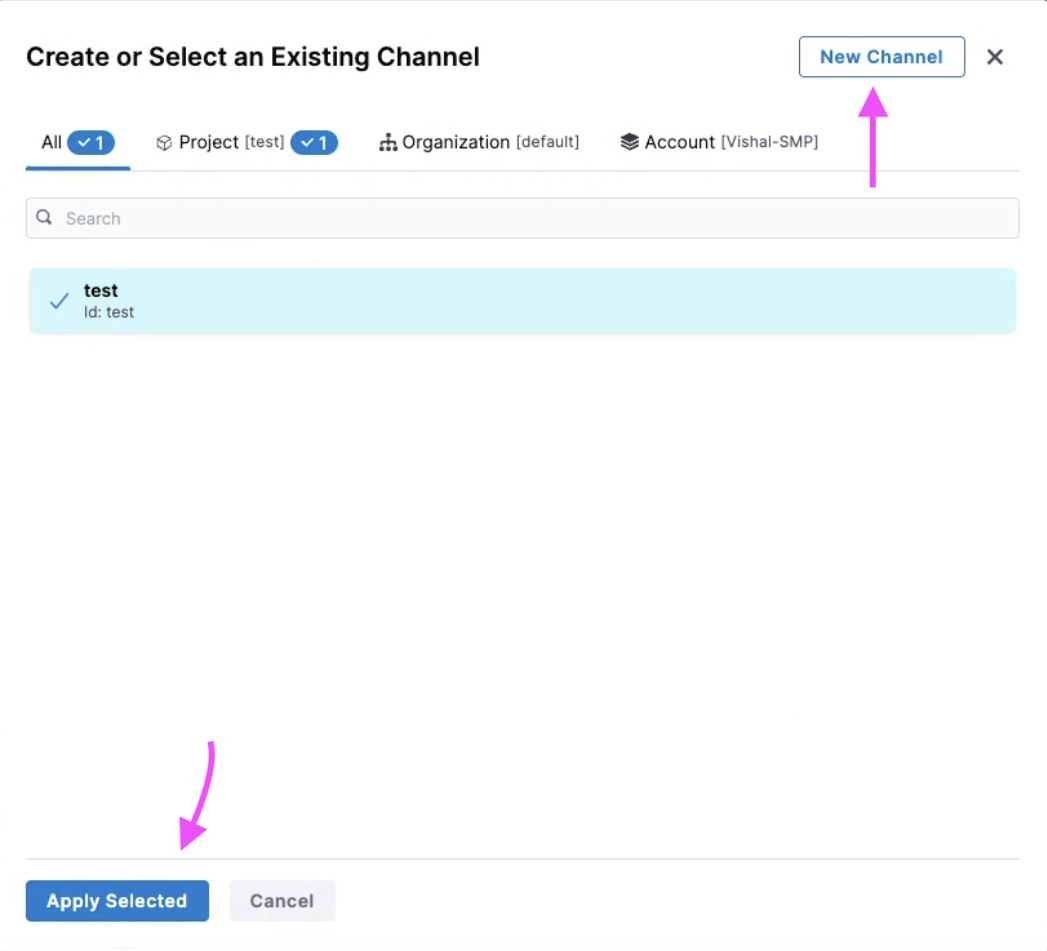 Create or Select an Existing Channel
New Channel
All 1 Project [test] 1 Organization [default] Account [Vishal-SMP]
Search
test
Id: test
Apply Selected Cancel